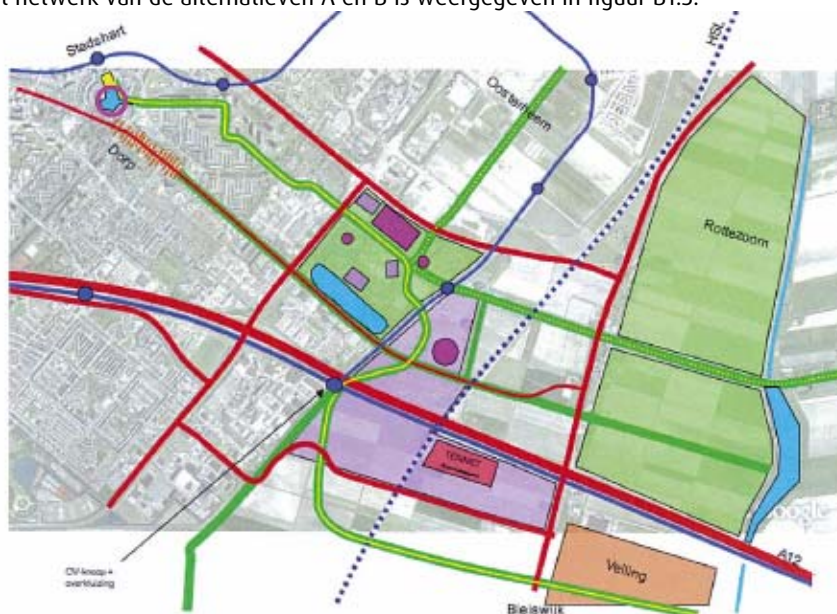 netwerk van de alternatieven A en B is weergegeven in figuur B1.3.
Stadshart
HSL
Oosterheem
Dorp
Rottezoom
TENNET
A12
OV-knoop +
overkluizing
Veiling
Bleiswijk